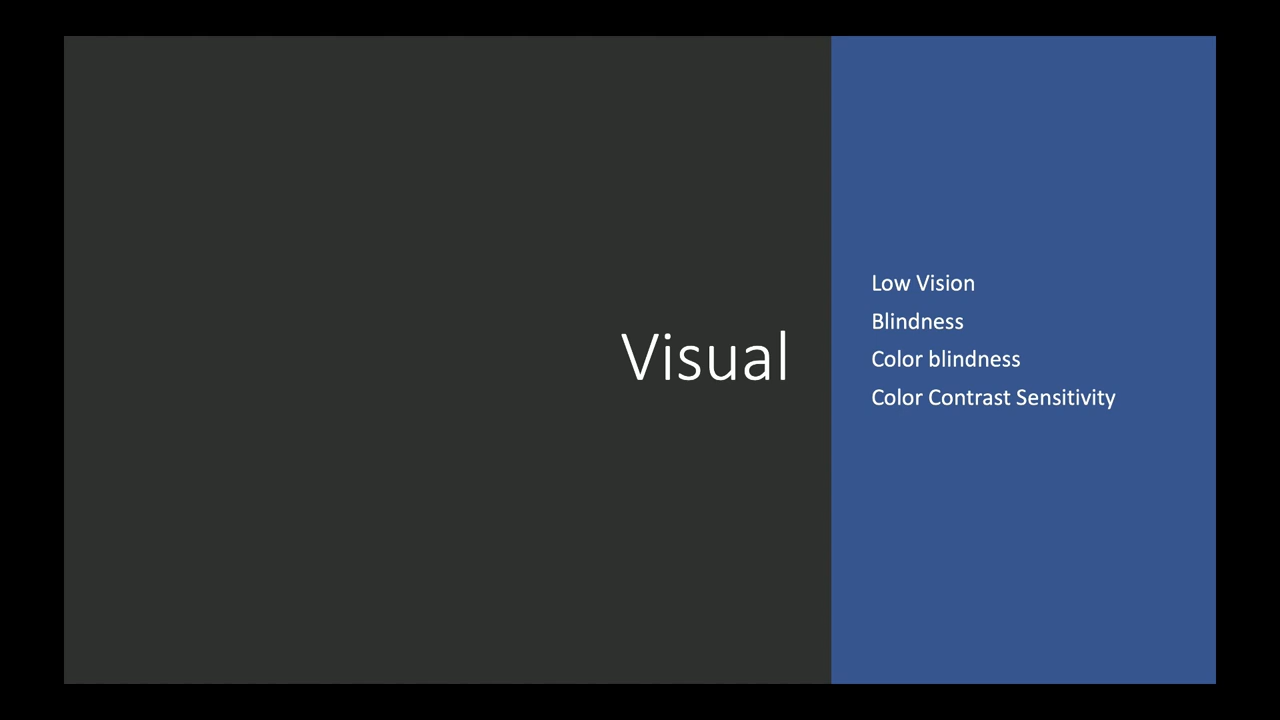 Visual
Low Vision
Blindness
Color blindness
Color Contrast Sensitivity